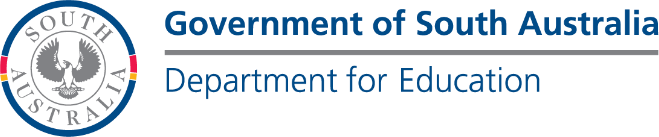 SOUTH
AUSTRALIA
Government of South Australia
Department for Education